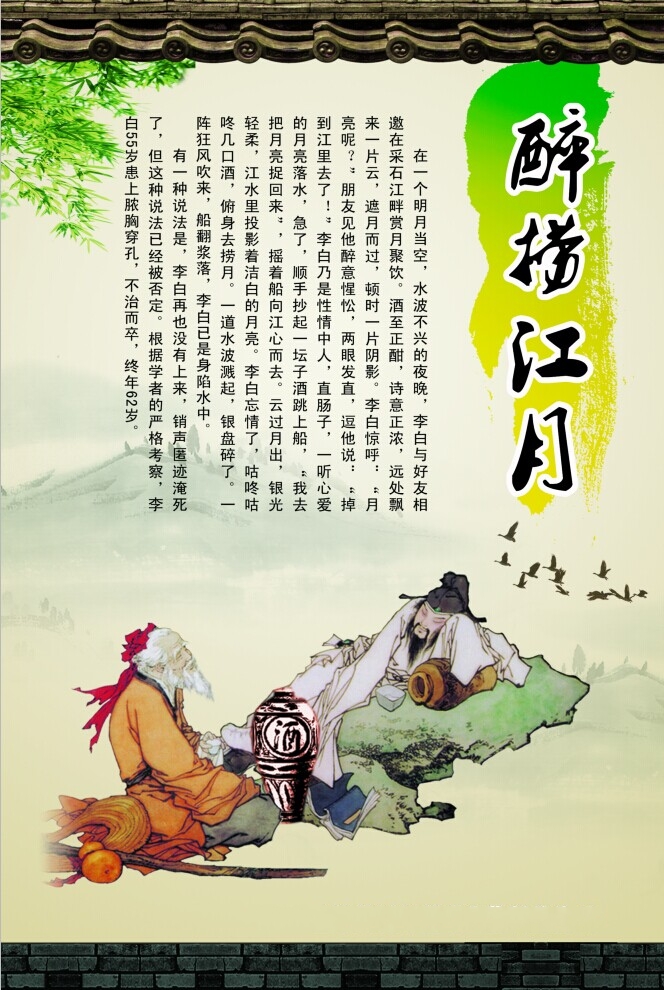 醉捞江月
在一个明月当空，水波不兴的夜晚，李白与好友相
邀在采石江畔赏月聚饮。酒至正酣，诗意正浓，远处飘
来一片云，遮月而过，顿时一片阴影。李白惊呼：“月
亮呢？”朋友见他醉意惺忪，两眼发直，逗他说：“掉
到江里去了！”李白乃是性情中人，直肠子，一听心爱
的月亮落水，急了，顺手抄起一坛子酒跳上船，“我去
把月亮捉回来”，摇着船向江心而去。云过月出，银光
轻柔，江水里投影着洁白的月亮。李白忘情了，咕咚咕
咚几口酒，俯身去捞月。一道水波溅起，银盘碎了。一
阵狂风吹来，船翻浆落，李白已是身陷水中。
有一种说法是，李白再也没有上来，销声匿迹淹死
了，但这种说法已经被否定。根据学者的严格考察，李
白55岁患上脓胸穿孔，不治而卒，终年62岁。
酒